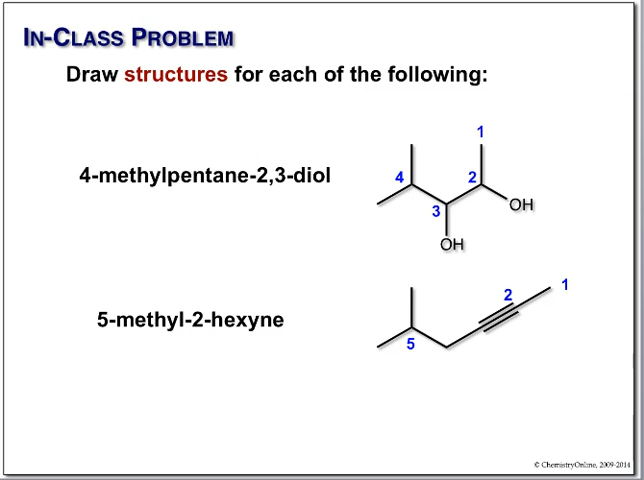 IN-CLASS PROBLEM
Draw structures for each of the following:
1
4-methylpentane-2,3-diol
4
2
3
OH
OH
1
2
5-methyl-2-hexyne
5
© ChemistryOnline, 2009-2014